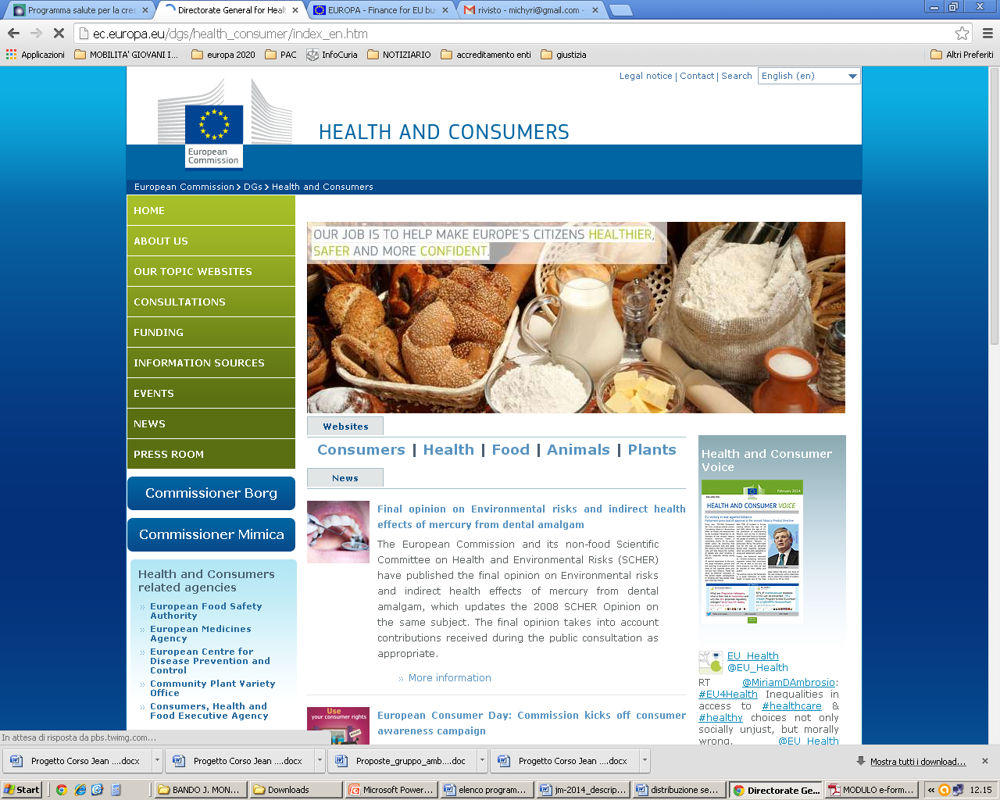 Programma salute per la cres
Directorate General for Healt
EUROPA - Finance for EU bu
rivisto - michyri@gmail.com -
ec.europa.eu/dgs/health_consumer/index_en.htm
Applicazioni
MOBILITA' GIOVANI I...
europa 2020
PAC
InfoCuria
NOTIZIARIO
accreditamento enti
giustizia
Altri Preferiti
Legal notice | Contact | Search
English (en)
European
Commission
HEALTH AND CONSUMERS
European Commission > DGs > Health and Consumers
HOME
ABOUT US
OUR TOPIC WEBSITES
CONSULTATIONS
FUNDING
INFORMATION SOURCES
EVENTS
NEWS
PRESS ROOM
Commissioner Borg
Commissioner Mimica
Health and Consumers
related agencies
European Food Safety
Authority
European Medicines
Agency
European Centre for
Disease Prevention and
Control
Community Plant Variety
Office
Consumers, Health and
Food Executive Agency
OUR JOB IS TO HELP MAKE EUROPE'S CITIZENS HEALTHIER,
SAFER AND MORE CONFIDENT.
Websites
Consumers | Health | Food | Animals | Plants
News
Final opinion on Environmental risks and indirect health
effects of mercury from dental amalgam
The European Commission and its non-food Scientific
Committee on Health and Environmental Risks (SCHER)
have published the final opinion on Environmental risks
and indirect health effects of mercury from dental
amalgam, which updates the 2008 SCHER Opinion on
the same subject. The final opinion takes into account
contributions received during the public consultation as
appropriate.
More information
Use
your consumer rights
European Consumer Day: Commission kicks off consumer
awareness campaign
Health and Consumer
Voice
February 2014
HEALTH AND CONSUMER VOICE
EU_Health
@EU_Health
RT @MiriamDAmbrosio:
#EU4Health Inequalities in
access to #healthcare &
#healthy choices not only
socially unjust, but morally
wrong. @EU_Health
In attesa di risposta da pbs.twimg.com...
Progetto Corso Jean ....docx
Progetto Corso Jean ....docx
Proposte_gruppo_amb....doc
Progetto Corso Jean ....docx
Mostra tutti i download...
Start
BANDO J. MON...
Downloads
Microsoft Power...
elenco program...
jm-2014_descrip...
distribuzione se...
Directorate Ge...
MODULO e-form...
12.15